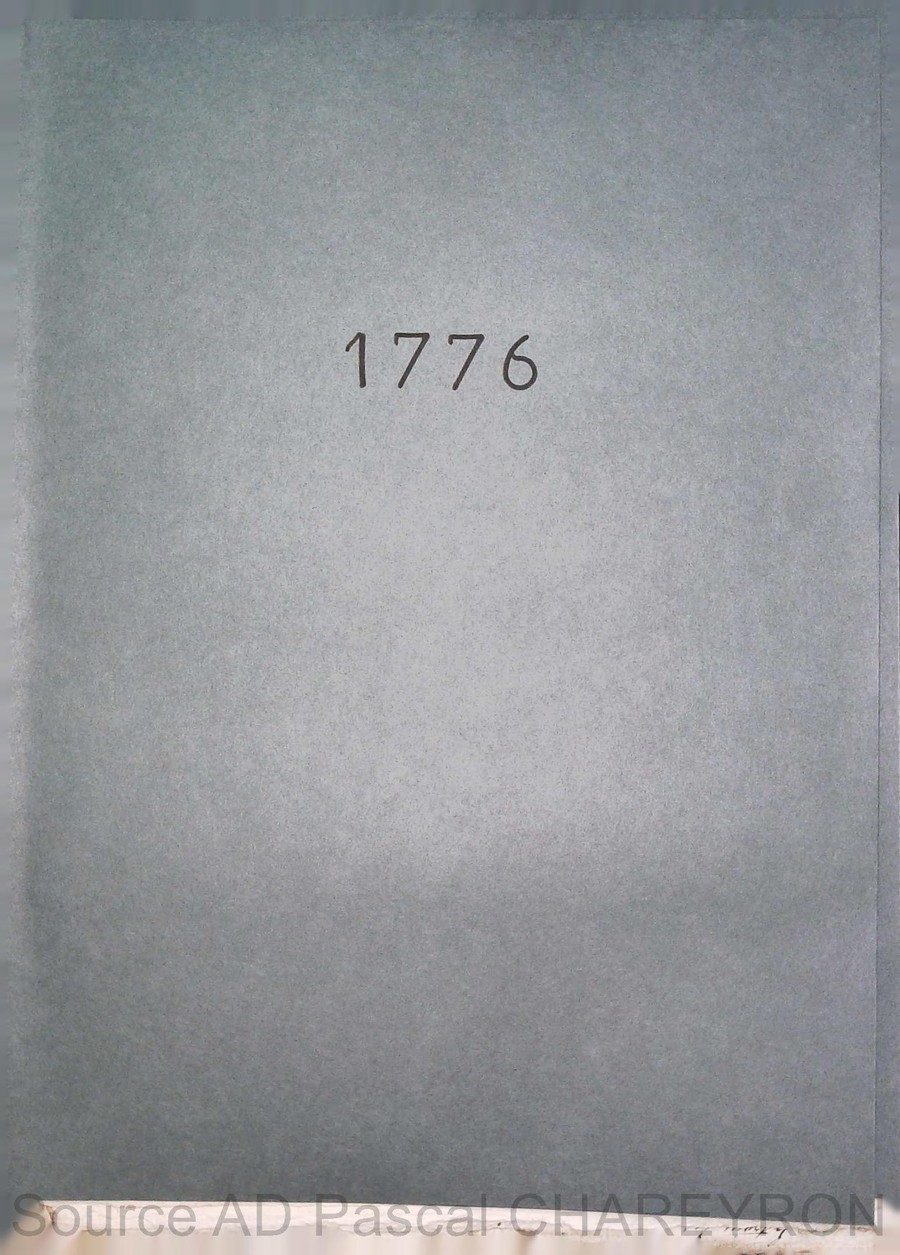 1776
Source AD Pascal CHAREYRON